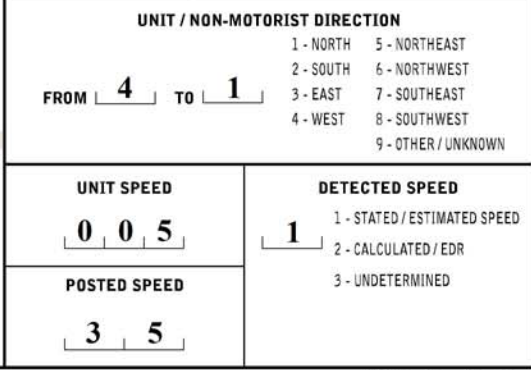 UNIT / NON-MOTORIST DIRECTION
1 - NORTH 5 - NORTHEAST
2 - SOUTH 6 - NORTHWEST
FROM 4 TO 1 3 - EAST 7 - SOUTHEAST
4 - WEST 8 - SOUTHWEST
9 - OTHER / UNKNOWN
UNIT SPEED
0 0 5
POSTED SPEED
3 5
DETECTED SPEED
1 1 - STATED / ESTIMATED SPEED
2 - CALCULATED / EDR
3 - UNDETERMINED